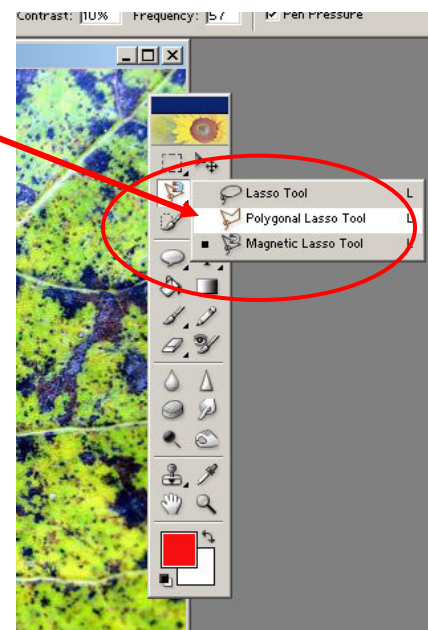 Contrast: 10% Frequency: 57 Pen Pressure
Lasso Tool L
Polygonal Lasso Tool L
Magnetic Lasso Tool L